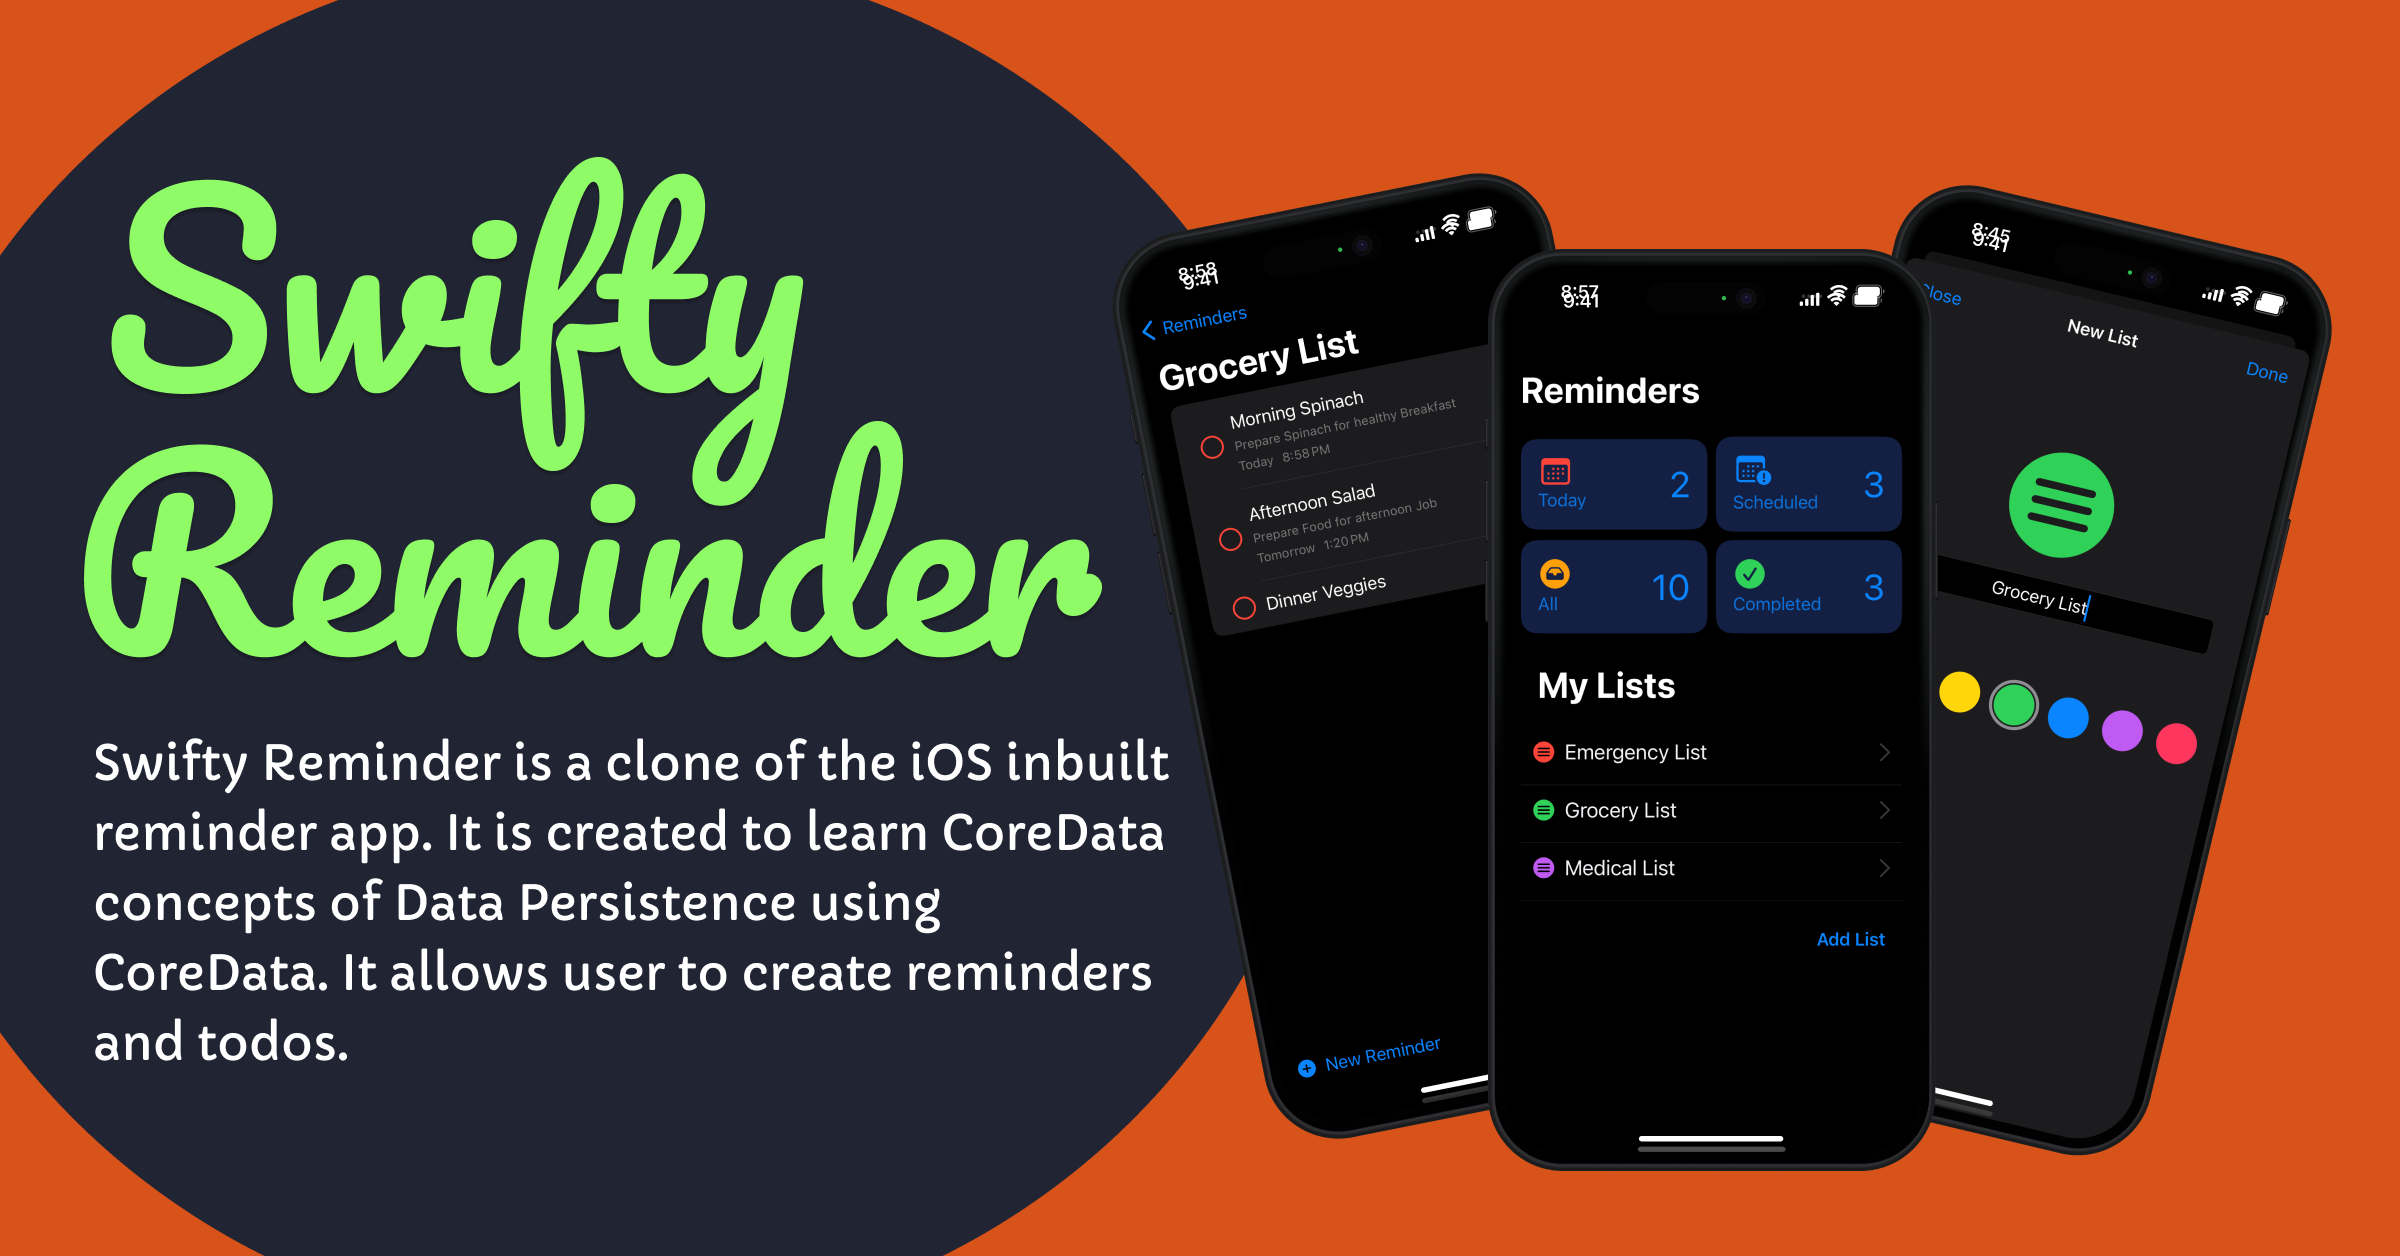 Swifty
Reminder
Swifty Reminder is a clone of the iOS inbuilt
reminder app. It is created to learn CoreData
concepts of Data Persistence using
CoreData. It allows user to create reminders
and todos.
8:58
9:41
Reminders
Grocery List
Morning Spinach
Prepare Spinach for healthy Breakfast
Today 8:58 PM
Afternoon Salad
Prepare Food for afternoon Job
Tomorrow 1:20 PM
Dinner Veggies
New Reminder
8:57
9:41
Reminders
2
Today
3
Scheduled
10
All
3
Completed
My Lists
Emergency List
Grocery List
Medical List
Add List
8:45
9:41
Close
New List
Done
Grocery List